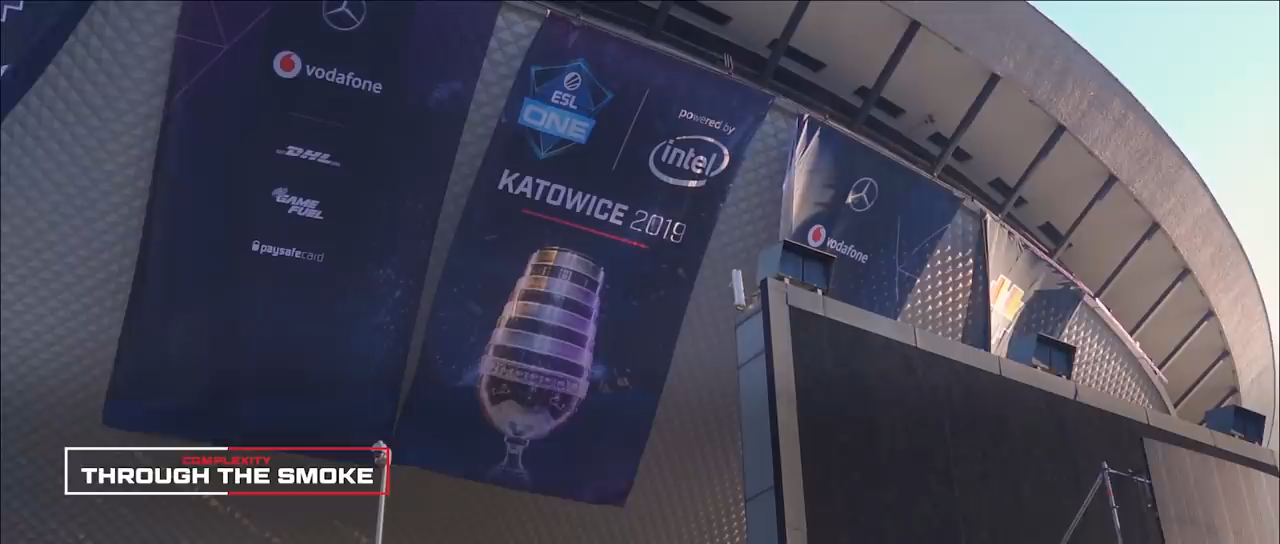 vodafone
DHL
GAME
FUEL
paysafecard
ESL
ONE
powered by
intel
KATOWICE 2019
vodafone
COMPLEXITY
THROUGH THE SMOKE